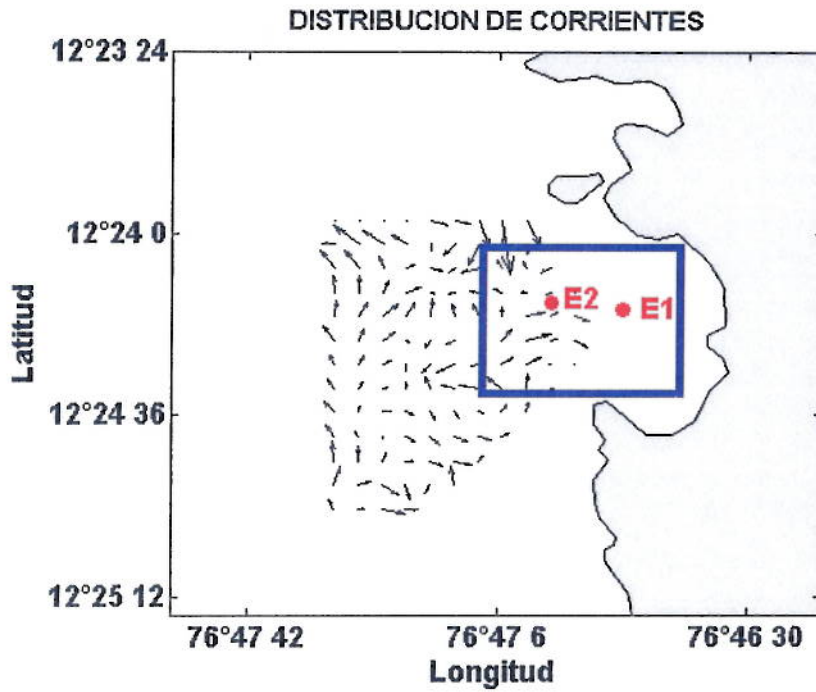 DISTRIBUCION DE CORRIENTES
12°23 24
12°24 0
E2
E1
Latitud
12°24 36
12°25 12
76°47 42
76°47 6
76°46 30
Longitud